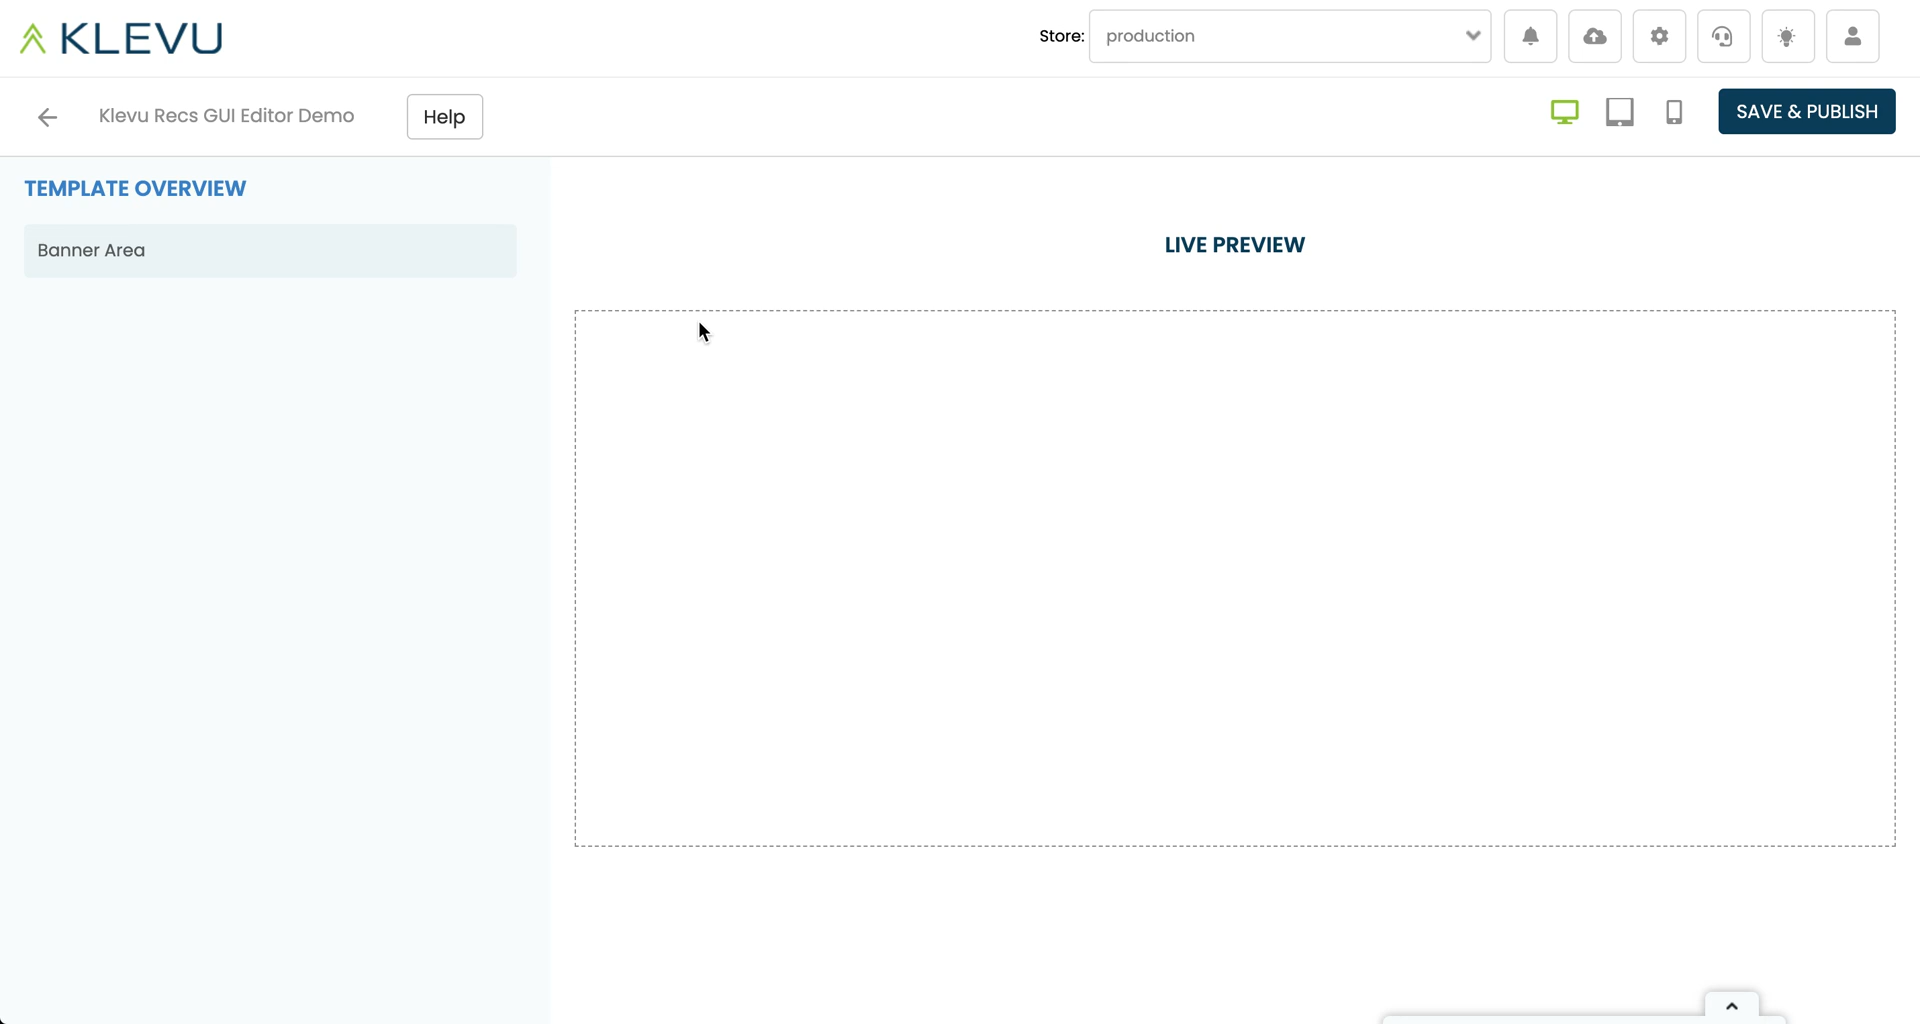 KLEVU
Store: production
Klevu Recs GUI Editor Demo
Help
SAVE & PUBLISH
TEMPLATE OVERVIEW
Banner Area
LIVE PREVIEW